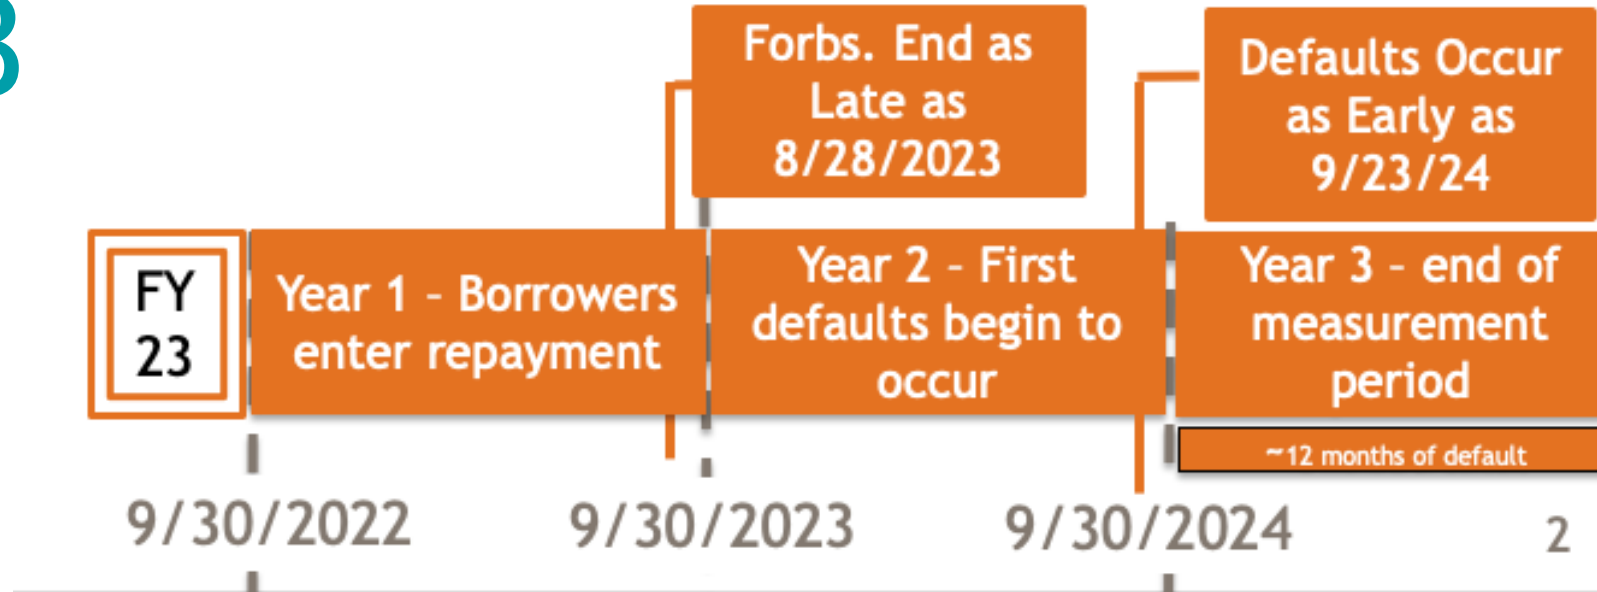 Forbs. End as
Late as
8/28/2023
Defaults Occur
as Early as
9/23/24
FY
23
Year 1 – Borrowers
enter repayment
Year 2 – First
defaults begin to
occur
Year 3 – end of
measurement
period
~12 months of default
9/30/2022
9/30/2023
9/30/2024
2